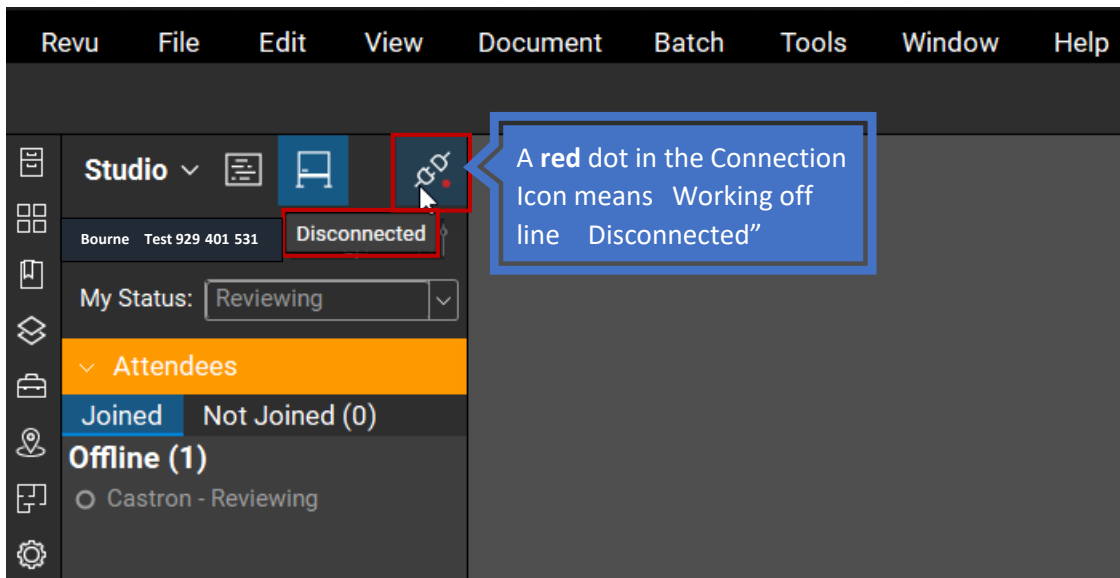 Revu File Edit View Document Batch Tools Window Help
Studio
Bourne Test 929 401 531
Disconnected
A red dot in the Connection
Icon means Working off
line Disconnected”
My Status: Reviewing
Attendees
Joined Not Joined (0)
Offline (1)
Castron - Reviewing